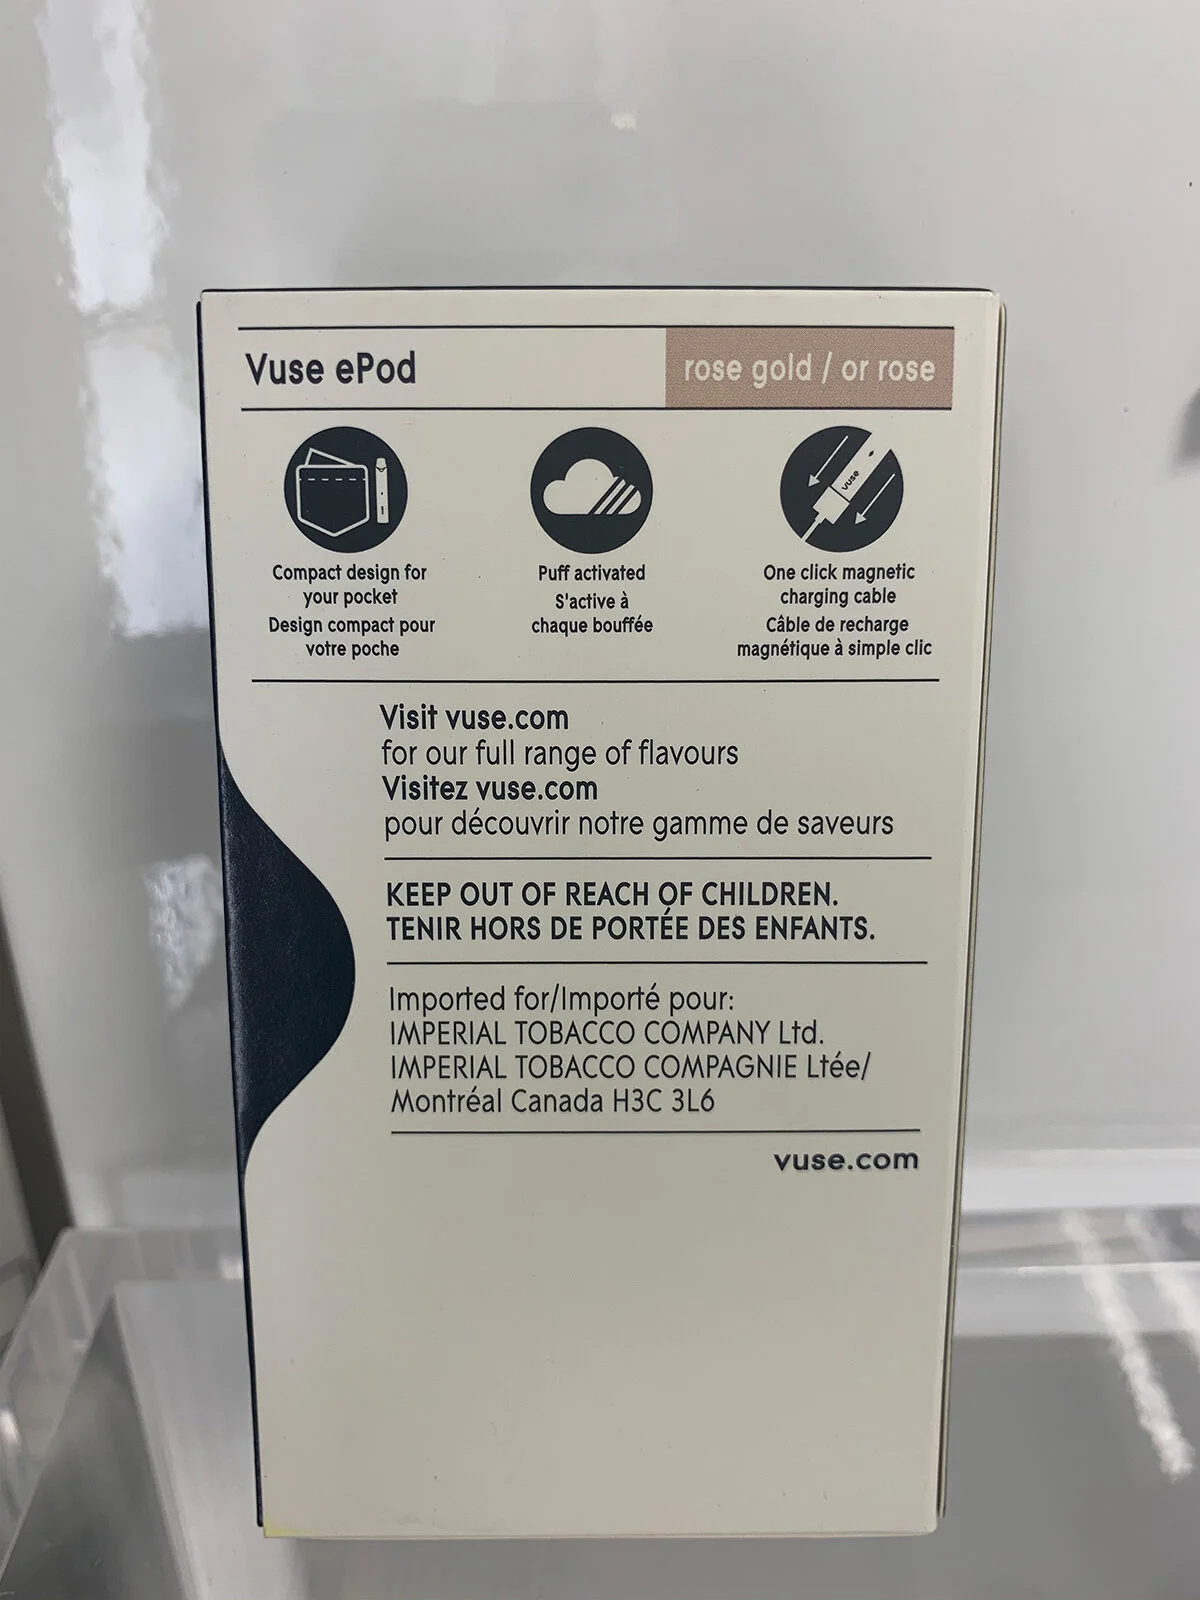 Vuse ePod
rose gold / or rose
vuse
Compact design for
your pocket
Design compact pour
votre poche
Puff activated
S'active à
chaque bouffée
One click magnetic
charging cable
Câble de recharge
magnétique à simple clic
Visit vuse.com
for our full range of flavours
Visitez vuse.com
pour découvrir notre gamme de saveurs
KEEP OUT OF REACH OF CHILDREN.
TENIR HORS DE PORTÉE DES ENFANTS.
Imported for/Importé pour:
IMPERIAL TOBACCO COMPANY Ltd.
IMPERIAL TOBACCO COMPAGNIE Ltée/
Montréal Canada H3C 3L6
vuse.com